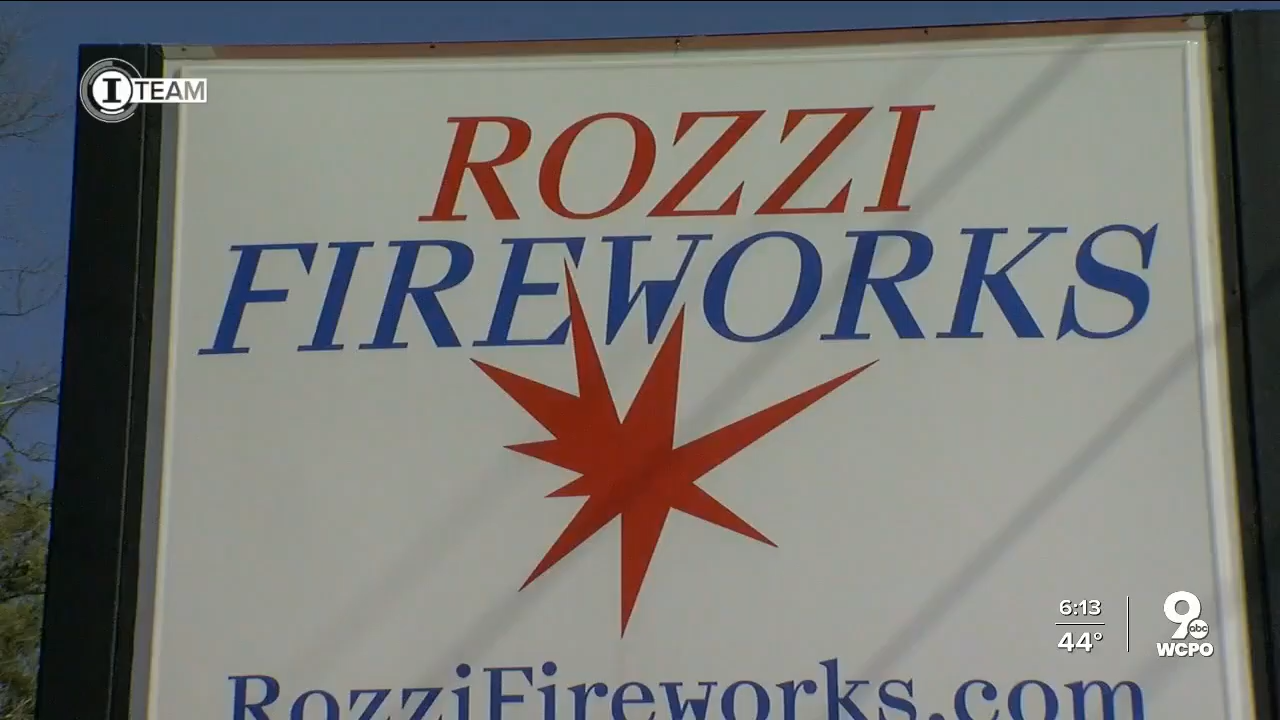 I TEAM
ROZZI
FIREWORKS
RozziFireworks.com
6:13
44°
9
abc
WCPO